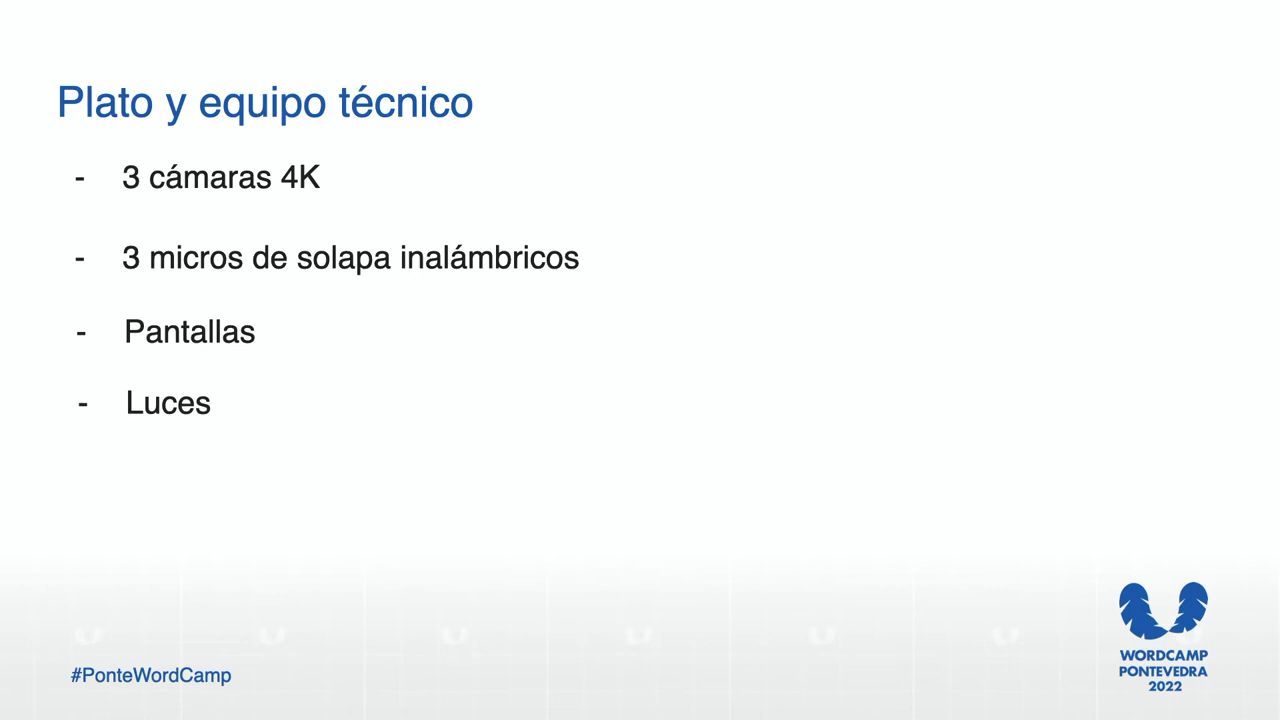 Plato y equipo técnico
- 3 cámaras 4K
- 3 micros de solapa inalámbricos
- Pantallas
- Luces
#PonteWordCamp
WORDCAMP
PONTEVEDRA
2022